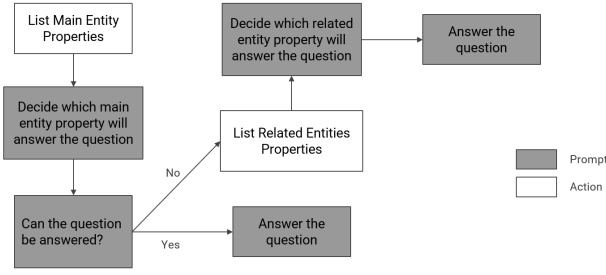 List Main Entity
Properties
Decide which main
entity property will
answer the question
Can the question
be answered?
No
Yes
List Related Entities
Properties
Decide which related
entity property will
answer the question
Answer the
question
Answer the
question
Prompt
Action